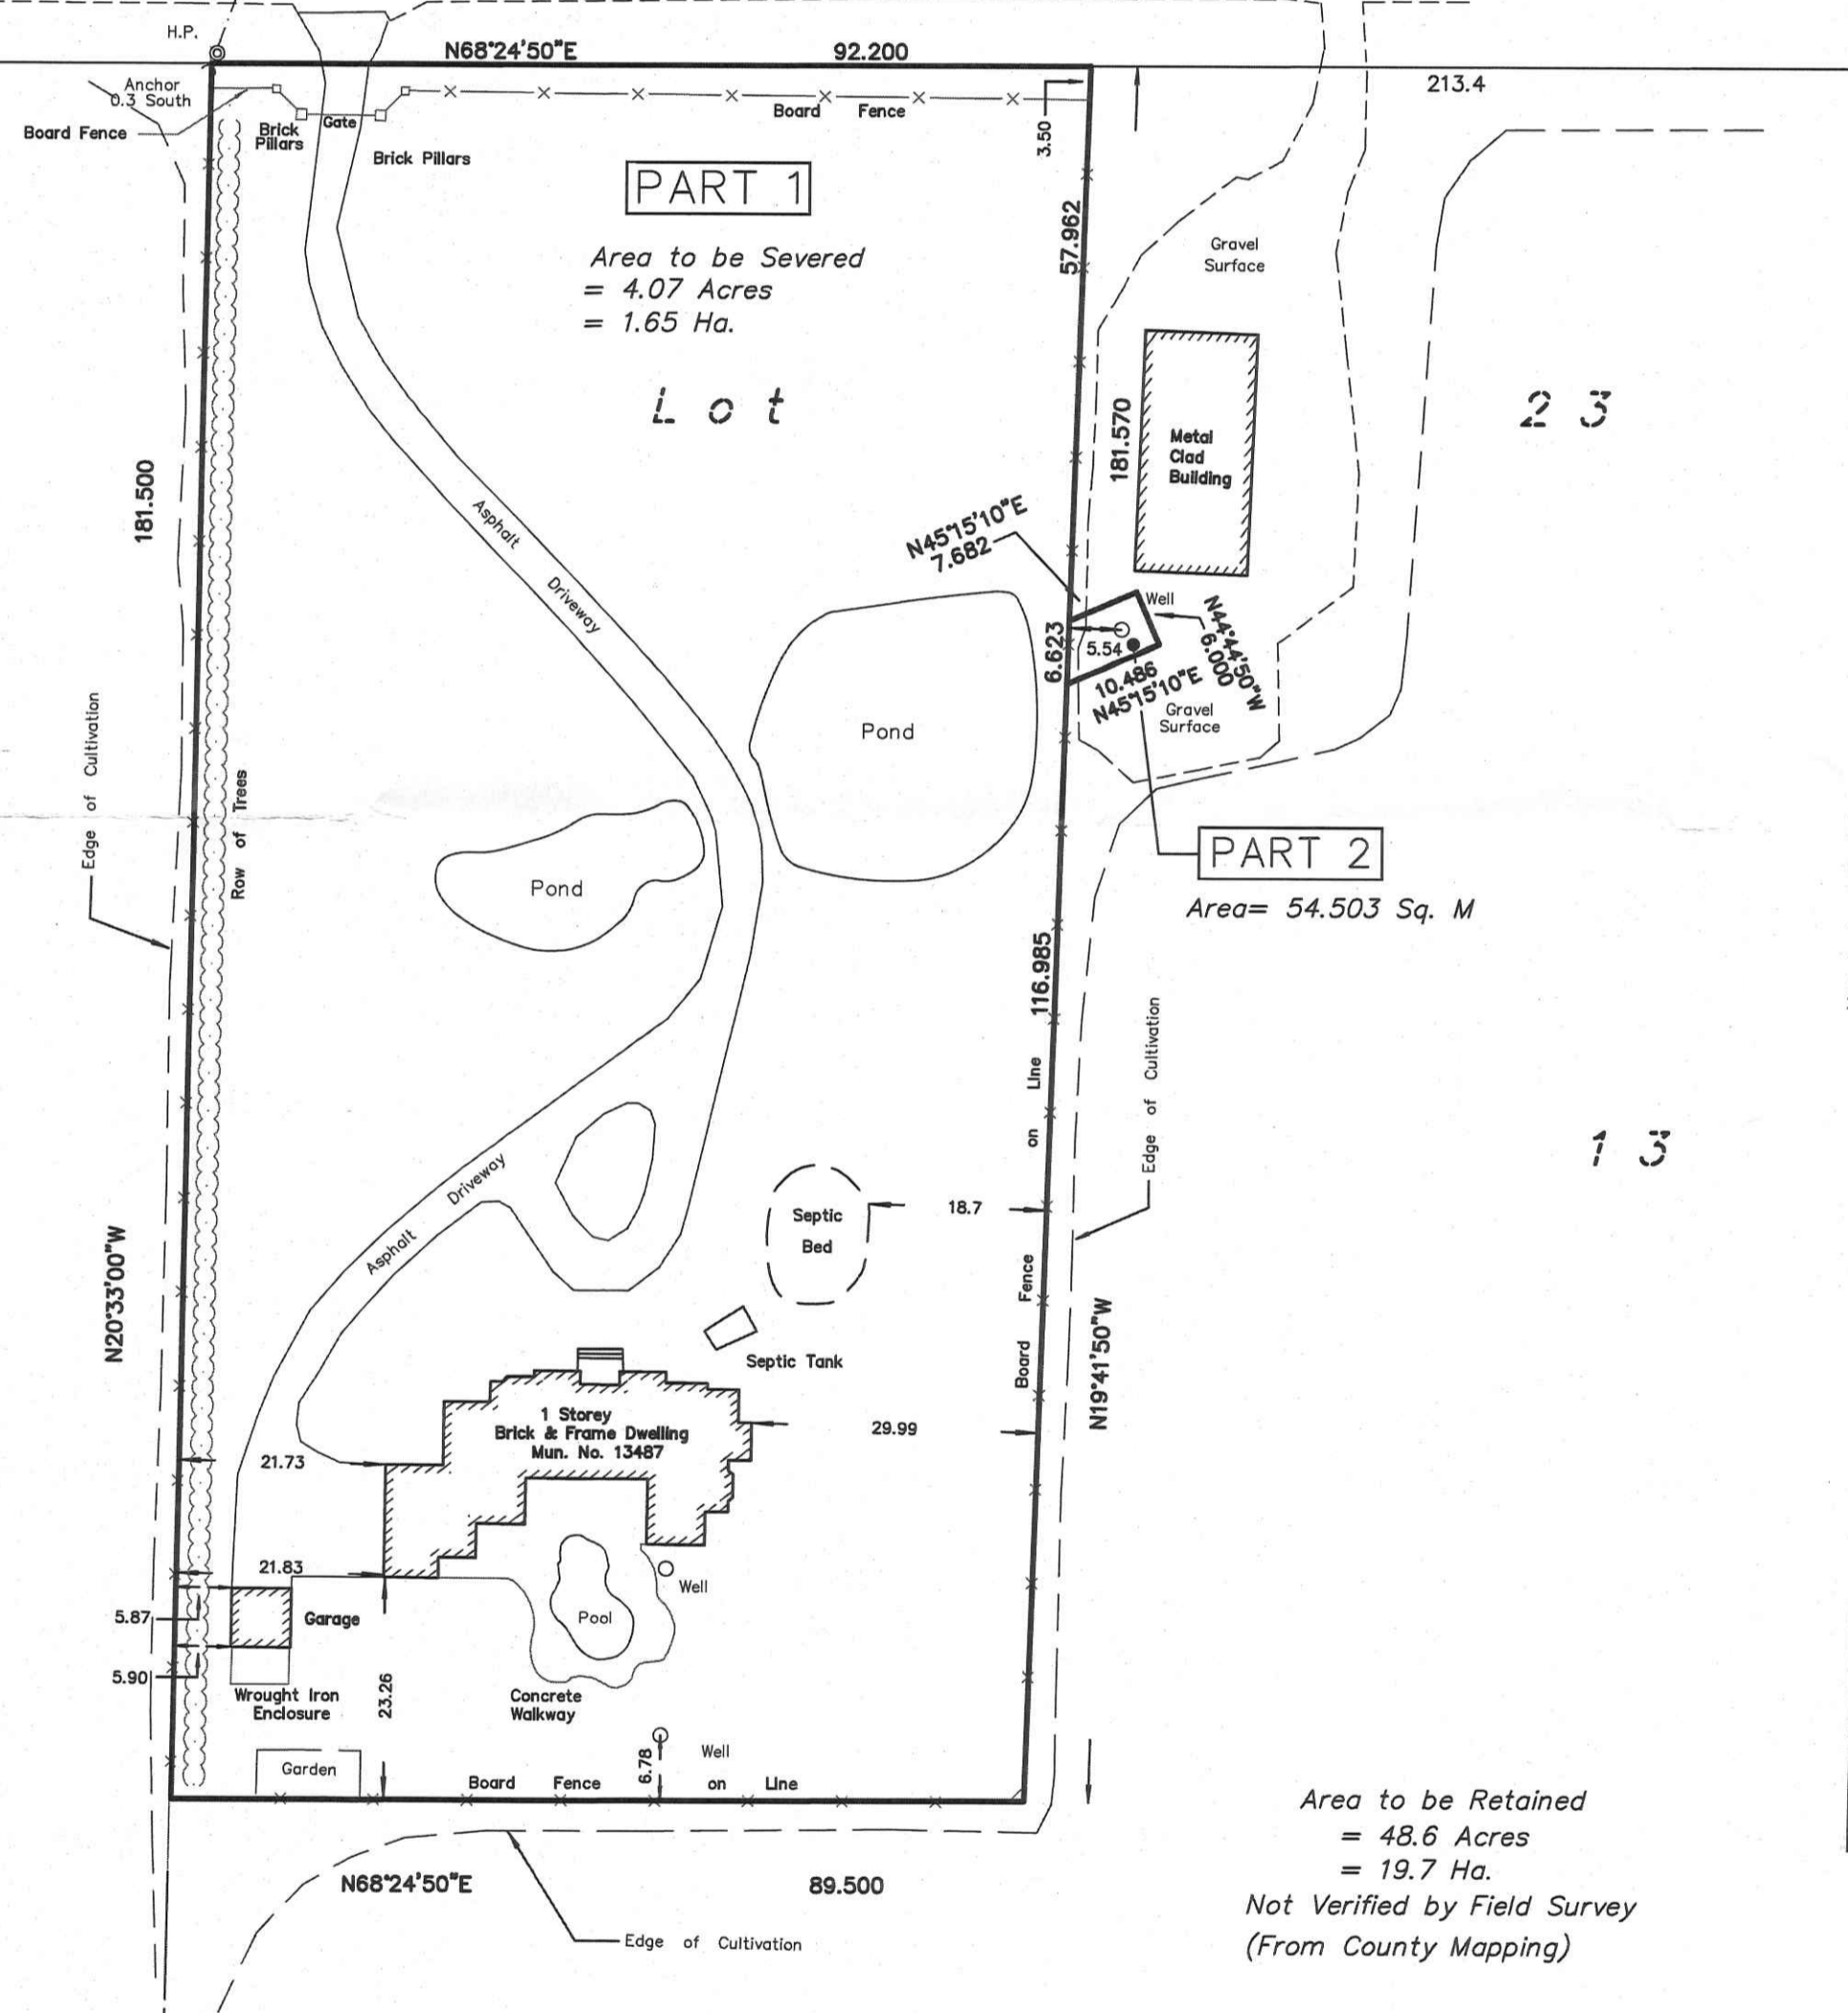 H.P.
N68°24'50"E
92.200
213.4
Anchor
0.3 South
Board Fence
Brick
Pillars
Gate
Brick Pillars
Board Fence
3.50
PART 1
Area to be Severed
= 4.07 Acres
= 1.65 Ha.
57.962
Gravel
Surface
Lot
23
181.500
181.570
Metal
Clad
Building
Asphalt Driveway
N45°15'10"E
7.682
Well
N44°44'50"W
6.000
6.623
5.54
10.486
N45°15'10"E
Gravel
Surface
Pond
Edge of Cultivation
Row of Trees
Pond
PART 2
Area= 54.503 Sq. M
116.985
Board Fence on Line
Edge of Cultivation
13
Asphalt Driveway
Septic
Bed
18.7
N20°33'00"W
N19°41'50"W
Septic Tank
1 Storey
Brick & Frame Dwelling
Mun. No. 13487
29.99
21.73
21.83
5.87
Garage
Well
Pool
5.90
Wrought Iron
Enclosure
23.26
Concrete
Walkway
Garden
6.78
Well
Board Fence on Line
N68°24'50"E
89.500
Edge of Cultivation
Area to be Retained
= 48.6 Acres
= 19.7 Ha.
Not Verified by Field Survey
(From County Mapping)